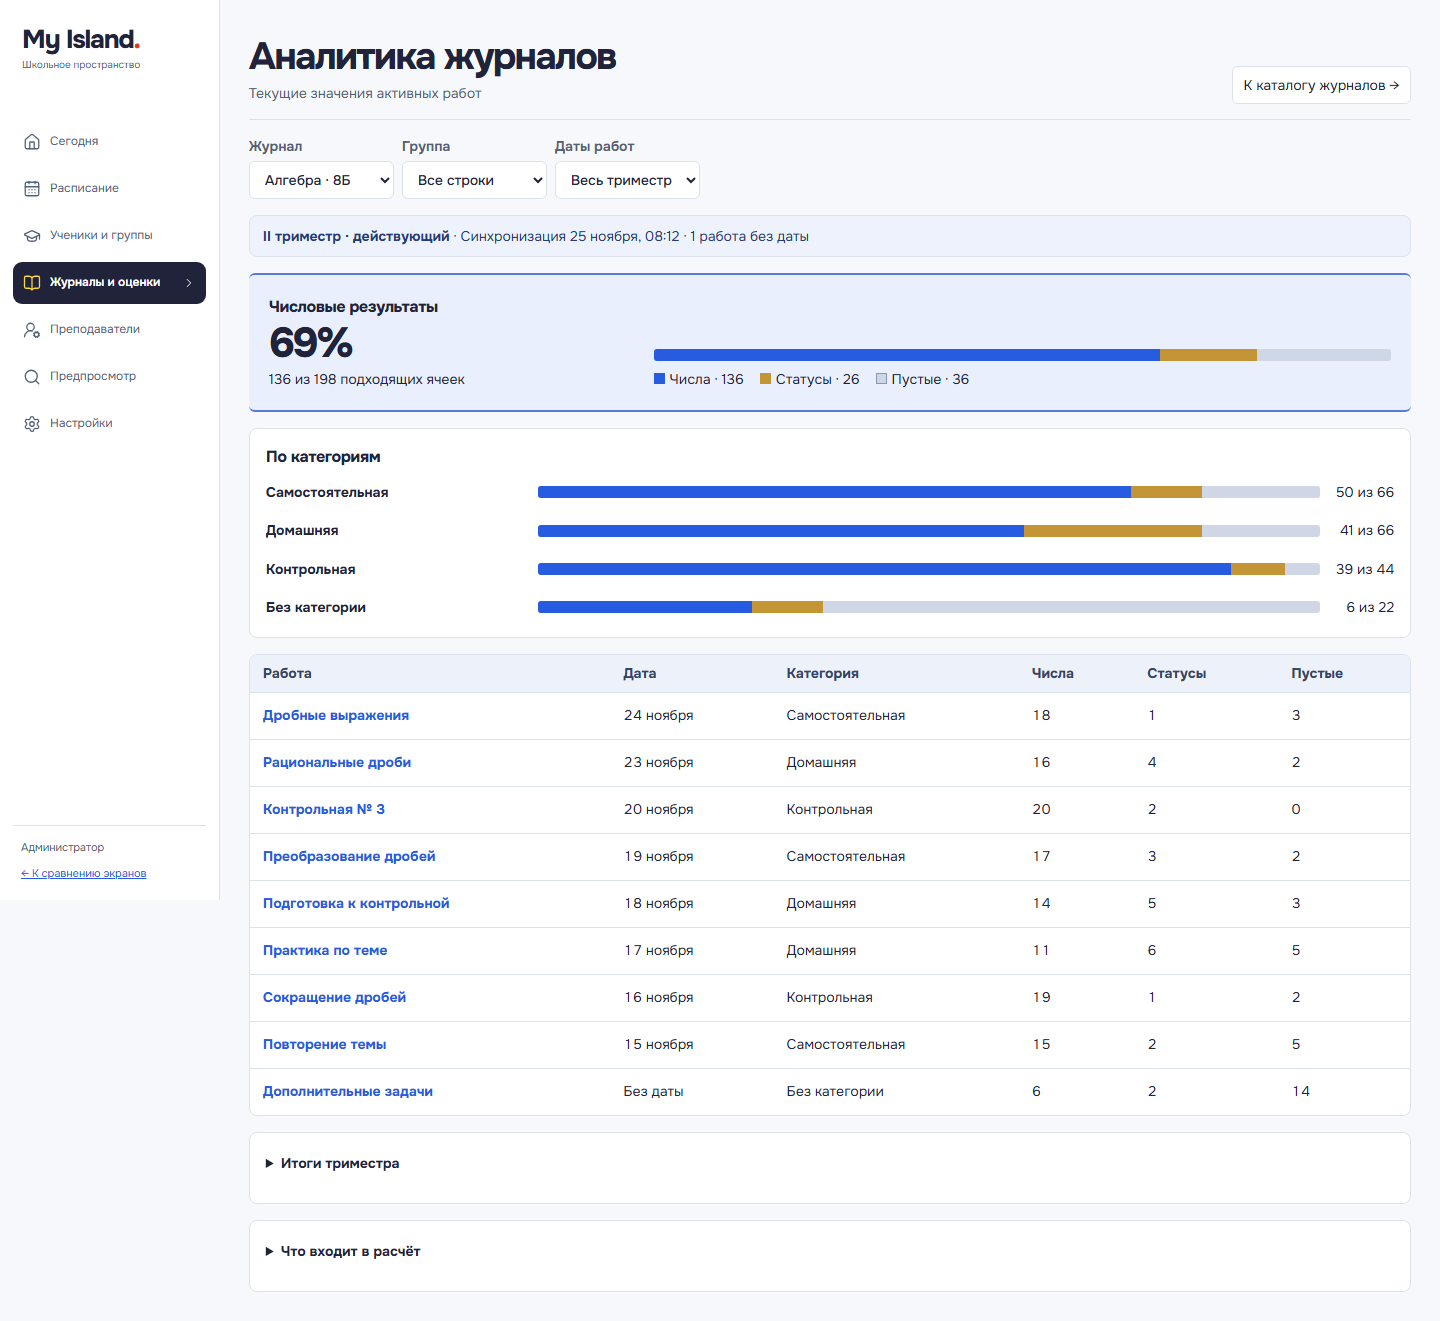 My Island.
Школьное пространство
Сегодня
Расписание
Ученики и группы
Журналы и оценки
Преподаватели
Предпросмотр
Настройки
Администратор
← К сравнению экранов
Аналитика журналов
Текущие значения активных работ
К каталогу журналов →
Журнал Группа Даты работ
Алгебра · 8Б Все строки Весь триместр
II триместр · действующий · Синхронизация 25 ноября, 08:12 · 1 работа без даты
Числовые результаты
69%
136 из 198 подходящих ячеек
Числа · 136 Статусы · 26 Пустые · 36
По категориям
Самостоятельная 50 из 66
Домашняя 41 из 66
Контрольная 39 из 44
Без категории 6 из 22
Работа Дата Категория Числа Статусы Пустые
Дробные выражения 24 ноября Самостоятельная 18 1 3
Рациональные дроби 23 ноября Домашняя 16 4 2
Контрольная № 3 20 ноября Контрольная 20 2 0
Преобразование дробей 19 ноября Самостоятельная 17 3 2
Подготовка к контрольной 18 ноября Домашняя 14 5 3
Практика по теме 17 ноября Домашняя 11 6 5
Сокращение дробей 16 ноября Контрольная 19 1 2
Повторение темы 15 ноября Самостоятельная 15 2 5
Дополнительные задачи Без даты Без категории 6 2 14
Итоги триместра
Что входит в расчёт